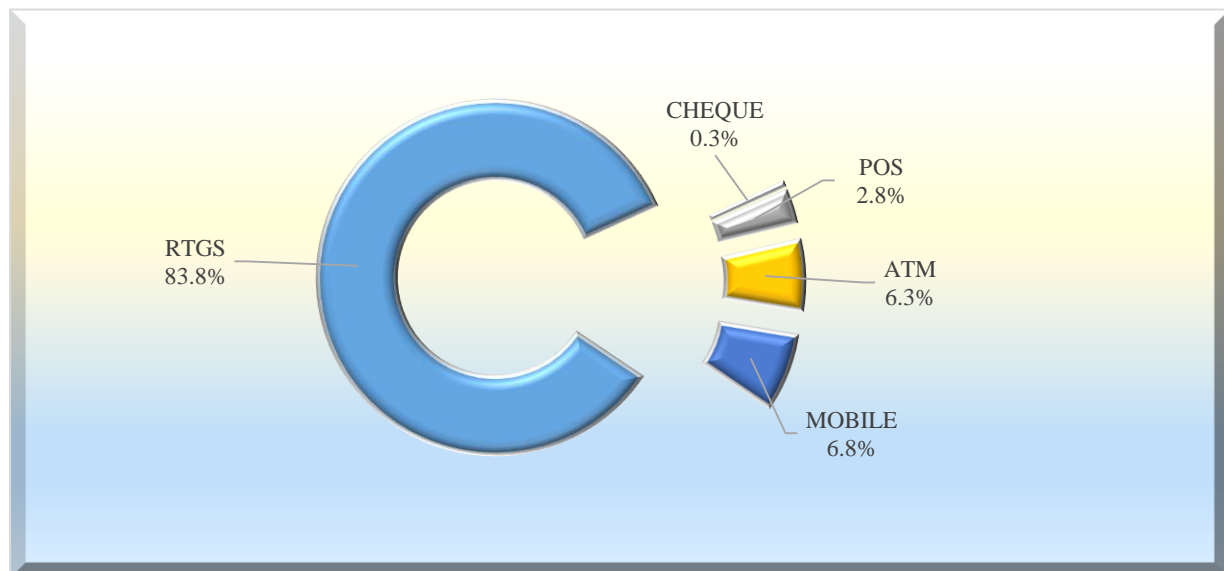 CHEQUE
0.3%
POS
2.8%
RTGS
83.8%
ATM
6.3%
MOBILE
6.8%